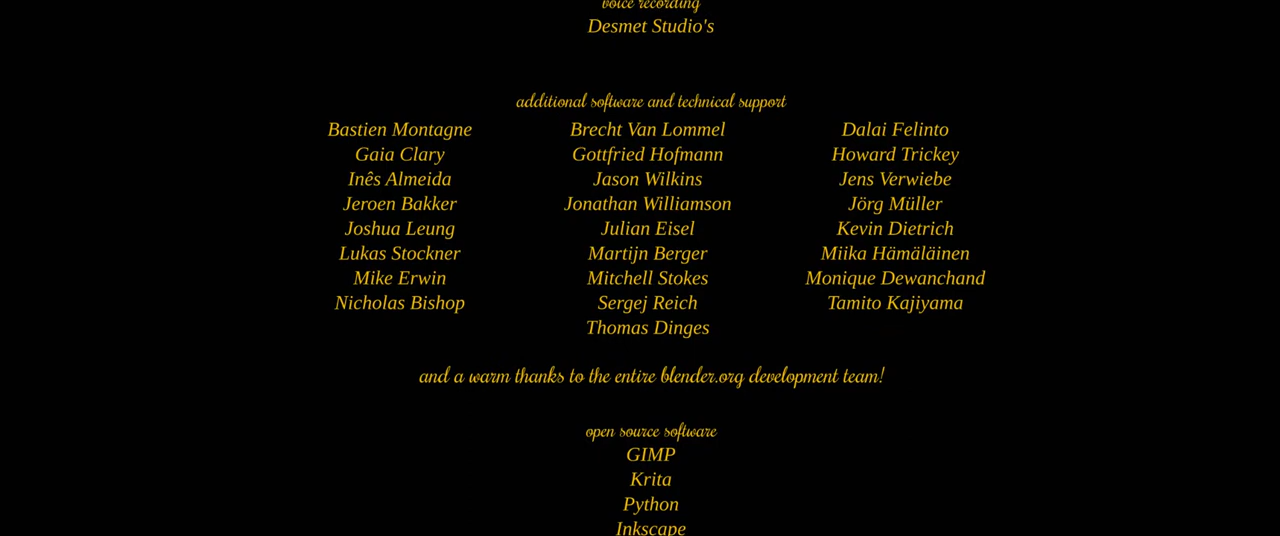 voice recording
Desmet Studio's
additional software and technical support
Bastien Montagne Brecht Van Lommel Dalai Felinto
Gaia Clary Gottfried Hofmann Howard Trickey
Inês Almeida Jason Wilkins Jens Verwiebe
Jeroen Bakker Jonathan Williamson Jörg Müller
Joshua Leung Julian Eisel Kevin Dietrich
Lukas Stockner Martijn Berger Miika Hämäläinen
Mike Erwin Mitchell Stokes Monique Dewanchand
Nicholas Bishop Sergej Reich Tamito Kajiyama
Thomas Dinges
and a warm thanks to the entire blender.org development team!
open source software
GIMP
Krita
Python
Inkscape